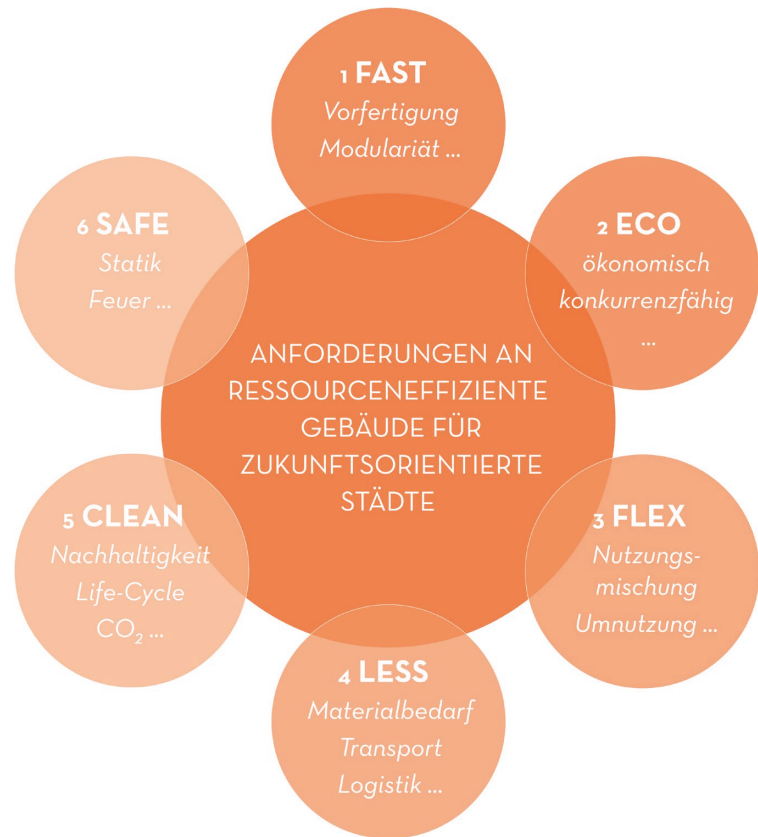 1 FAST
Vorfertigung
Modulariät ...
2 ECO
ökonomisch
konkurrenzfähig
...
3 FLEX
Nutzungs-
mischung
Umnutzung ...
4 LESS
Materialbedarf
Transport
Logistik ...
5 CLEAN
Nachhaltigkeit
Life-Cycle
CO₂ ...
6 SAFE
Statik
Feuer ...
ANFORDERUNGEN AN
RESSOURCENEFFIZIENTE
GEBÄUDE FÜR
ZUKUNFTSORIENTIERTE
STÄDTE